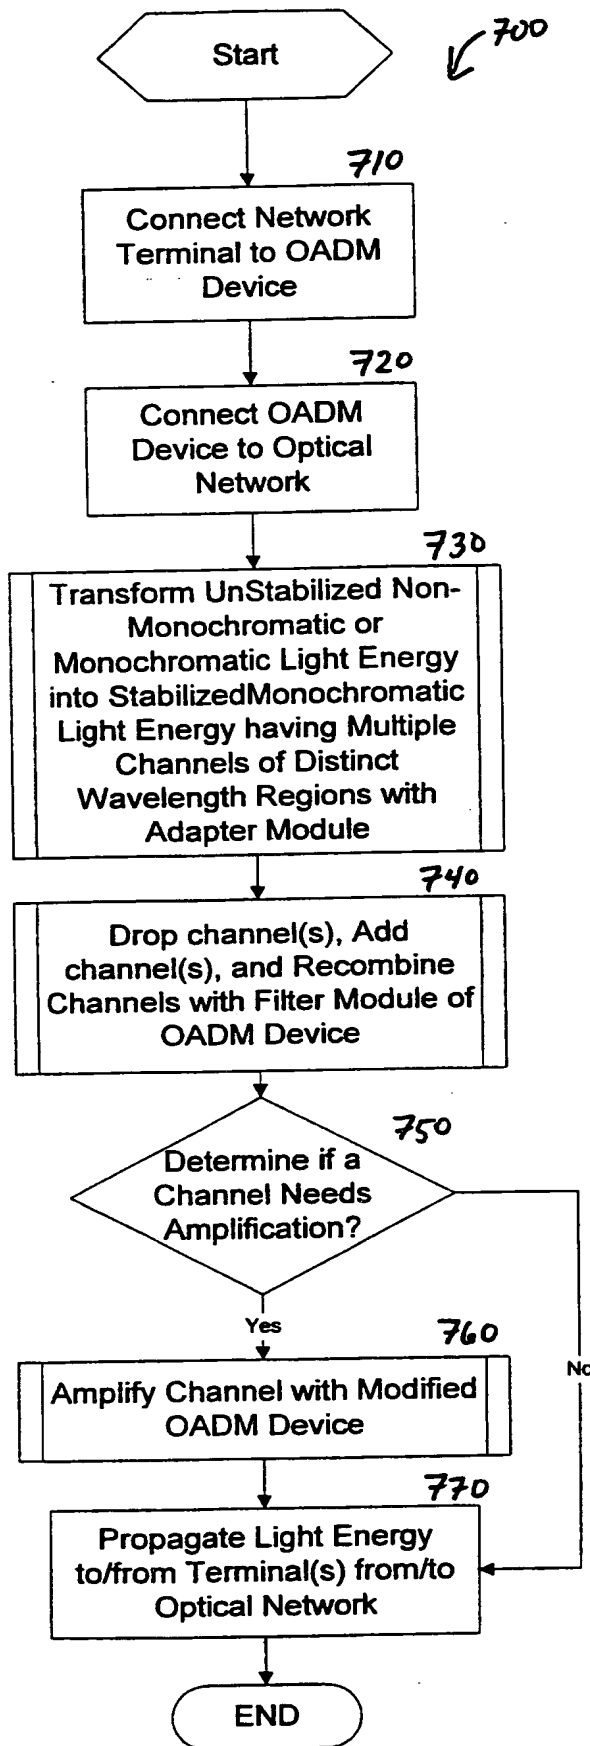 Start
700
710
Connect Network
Terminal to OADM
Device
720
Connect OADM
Device to Optical
Network
730
Transform UnStabilized Non-
Monochromatic or
Monochromatic Light Energy
into StabilizedMonochromatic
Light Energy having Multiple
Channels of Distinct
Wavelength Regions with
Adapter Module
740
Drop channel(s), Add
channel(s), and Recombine
Channels with Filter Module of
OADM Device
750
Determine if a
Channel Needs
Amplification?
Yes
No
760
Amplify Channel with Modified
OADM Device
770
Propagate Light Energy
to/from Terminal(s) from/to
Optical Network
END